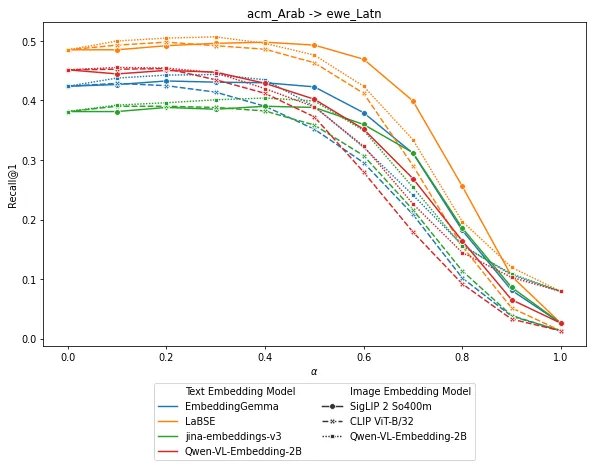 acm_Arab -> ewe_Latn
0.5
0.4
0.3
0.2
0.1
0.0
Recall@1
0.0 0.2 0.4 0.6 0.8 1.0
α
Text Embedding Model Image Embedding Model
EmbeddingGemma SigLIP 2 So400m
LaBSE CLIP ViT-B/32
jina-embeddings-v3 Qwen-VL-Embedding-2B
Qwen-VL-Embedding-2B